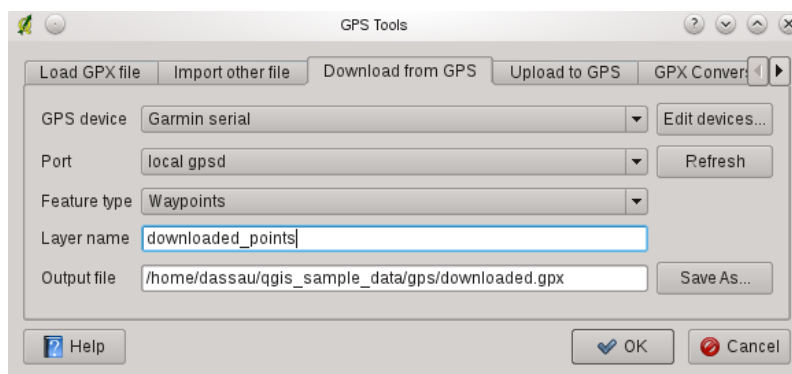 GPS Tools
Load GPX file
Import other file
Download from GPS
Upload to GPS
GPX Convers
GPS device
Garmin serial
Edit devices...
Port
local gpsd
Refresh
Feature type
Waypoints
Layer name
downloaded_points
Output file
/home/dassau/qgis_sample_data/gps/downloaded.gpx
Save As...
Help
OK
Cancel